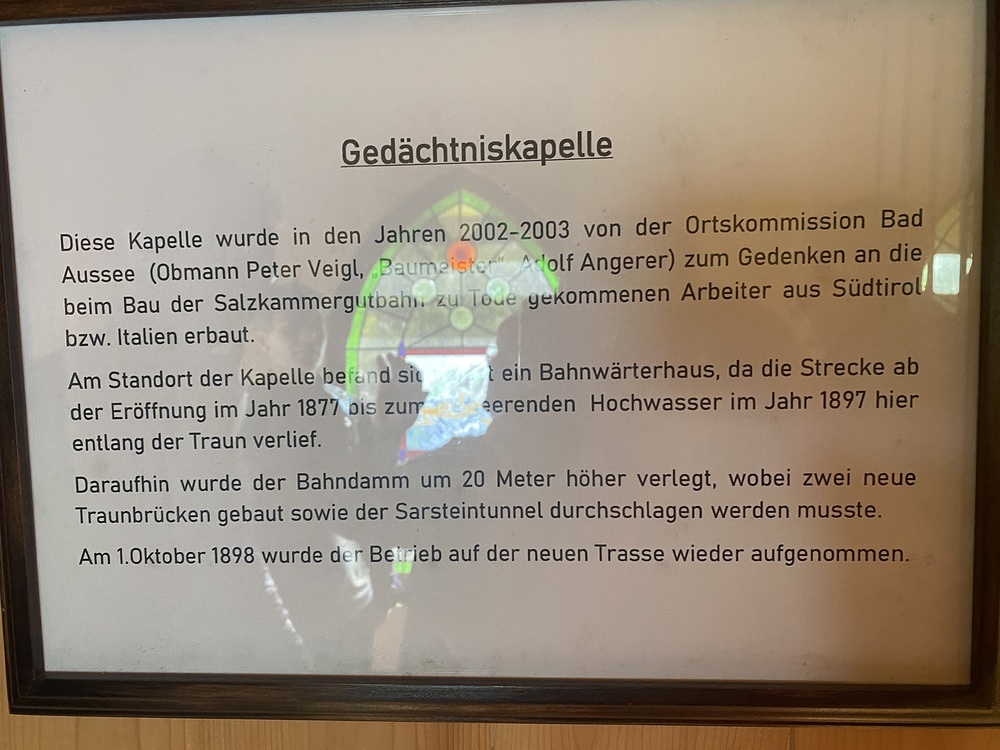 Gedächtniskapelle
Diese Kapelle wurde in den Jahren 2002-2003 von der Ortskommission Bad
Aussee (Obmann Peter Veigl, „Baumeister" Adolf Angerer) zum Gedenken an die
beim Bau der Salzkammergutbahn zu Tode gekommenen Arbeiter aus Südtirol
bzw. Italien erbaut.
Am Standort der Kapelle befand ein Bahnwärterhaus, da die Strecke ab
der Eröffnung im Jahr 1877 bis zum Hochwasser im Jahr 1897 hier
entlang der Traun verlief.
Daraufhin wurde der Bahndamm um 20 Meter höher verlegt, wobei zwei neue
Traunbrücken gebaut sowie der Sarsteintunnel durchschlagen werden musste.
Am 1.Oktober 1898 wurde der Betrieb auf der neuen Trasse wieder aufgenommen.